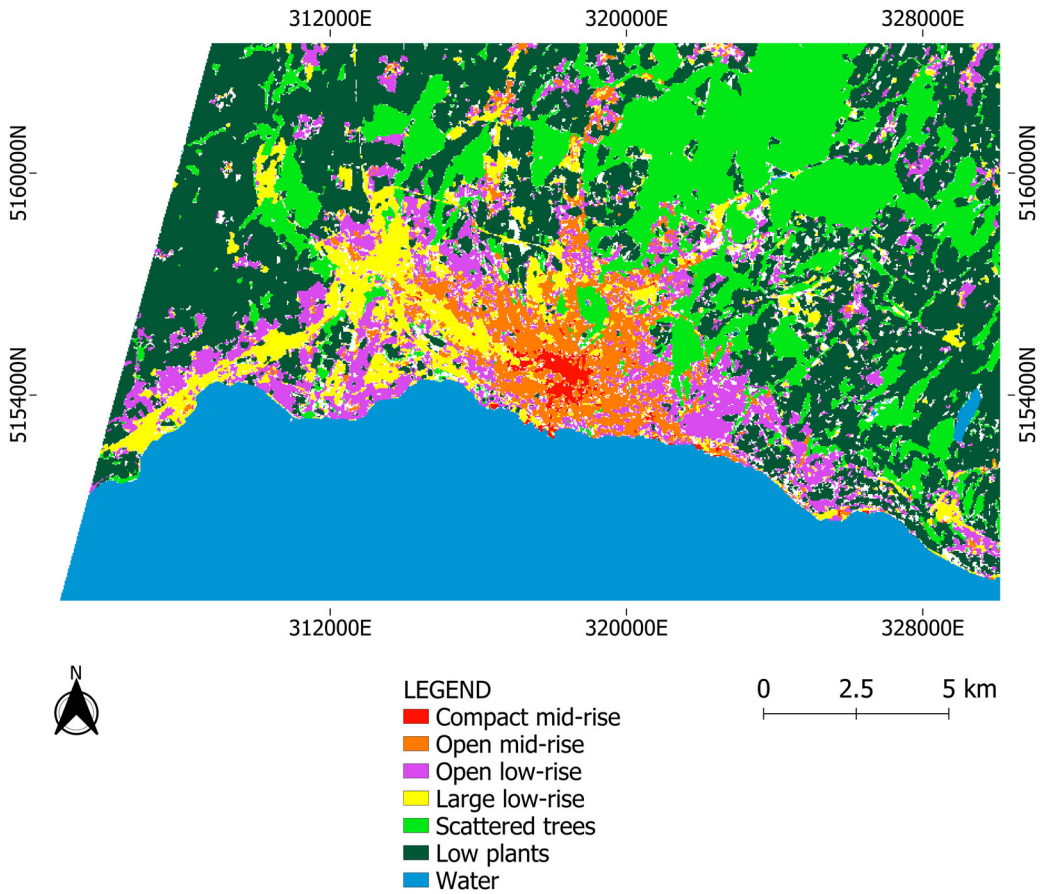 312000E 320000E 328000E
5160000N 5160000N
5154000N 5154000N
312000E 320000E 328000E
N
LEGEND
0 2.5 5 km
Compact mid-rise
Open mid-rise
Open low-rise
Large low-rise
Scattered trees
Low plants
Water